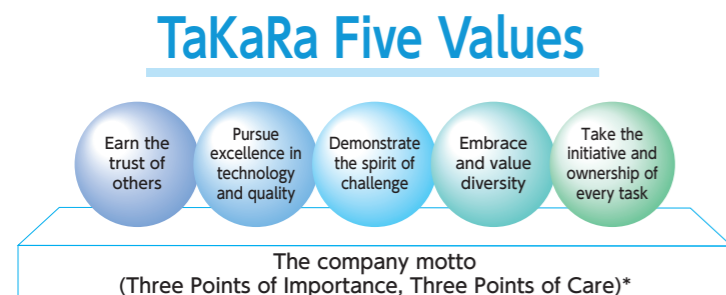 TaKaRa Five Values
Earn the
trust of
others
Pursue
excellence in
technology
and quality
Demonstrate
the spirit of
challenge
Embrace
and value
diversity
Take the
initiative and
ownership of
every task
The company motto
(Three Points of Importance, Three Points of Care)*